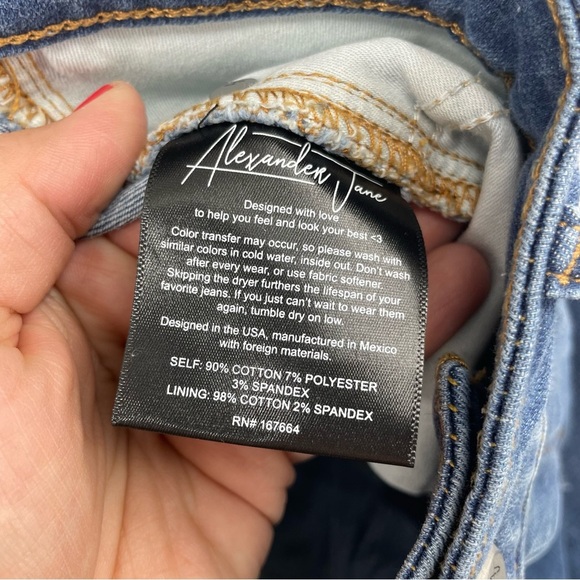 Alexander Jane
Designed with love
to help you feel and look your best <3
Color transfer may occur, so please wash with
similar colors in cold water, inside out. Don't wash
after every wear, or use fabric softener.
Skipping the dryer furthers the lifespan of your
favorite jeans. If you just can't wait to wear them
again, tumble dry on low.
Designed in the USA, manufactured in Mexico
with foreign materials.
SELF: 90% COTTON 7% POLYESTER
3% SPANDEX
LINING: 98% COTTON 2% SPANDEX
RN# 167664